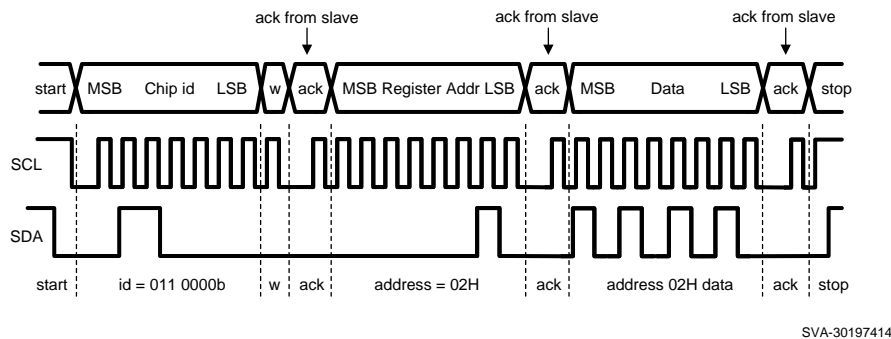 ack from slave ack from slave ack from slave
start MSB Chip id LSB w ack MSB Register Addr LSB ack MSB Data LSB ack stop
SCL
SDA
start id = 011 0000b w ack address = 02H ack address 02H data ack stop
SVA-30197414